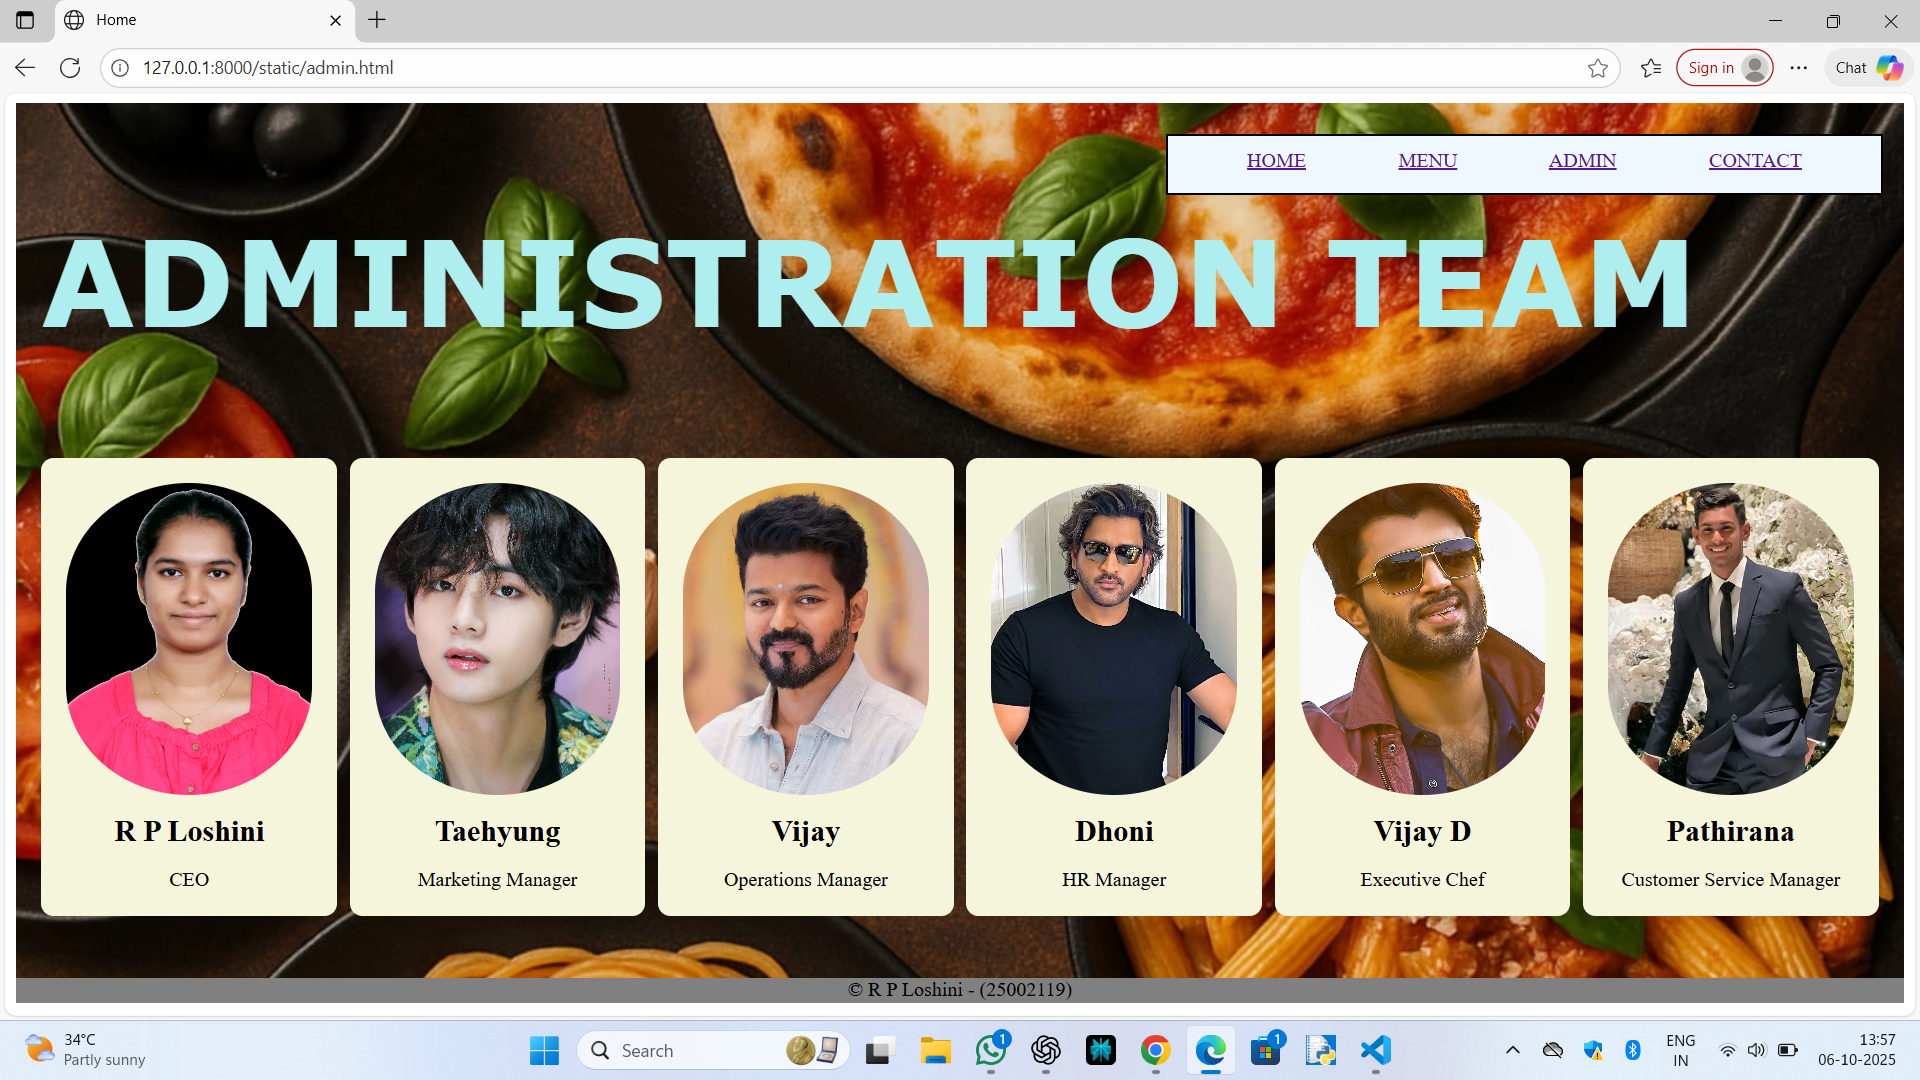 Home
127.0.0.1:8000/static/admin.html
Sign in
Chat
HOME MENU ADMIN CONTACT
ADMINISTRATION TEAM
R P Loshini
CEO
Taehyung
Marketing Manager
Vijay
Operations Manager
Dhoni
HR Manager
Vijay D
Executive Chef
Pathirana
Customer Service Manager
© R P Loshini - (25002119)
34°C
Partly sunny
Search
1
1
ENG
IN
13:57
06-10-2025